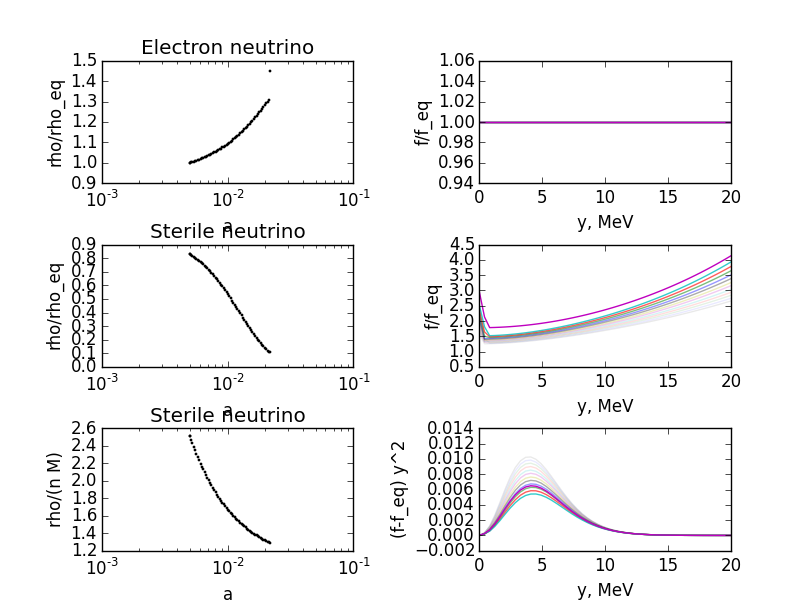 Electron neutrino
rho/rho_eq
1.5
1.4
1.3
1.2
1.1
1.0
0.9
10^-3 10^-2 10^-1
a
f/f_eq
1.06
1.04
1.02
1.00
0.98
0.96
0.94
0 5 10 15 20
y, MeV
Sterile neutrino
rho/rho_eq
0.9
0.8
0.7
0.6
0.5
0.4
0.3
0.2
0.1
0.0
10^-3 10^-2 10^-1
a
f/f_eq
4.5
4.0
3.5
3.0
2.5
2.0
1.5
1.0
0.5
0 5 10 15 20
y, MeV
Sterile neutrino
rho/(n M)
2.6
2.4
2.2
2.0
1.8
1.6
1.4
1.2
10^-3 10^-2 10^-1
a
(f-f_eq) y^2
0.014
0.012
0.010
0.008
0.006
0.004
0.002
0.000
−0.002
0 5 10 15 20
y, MeV